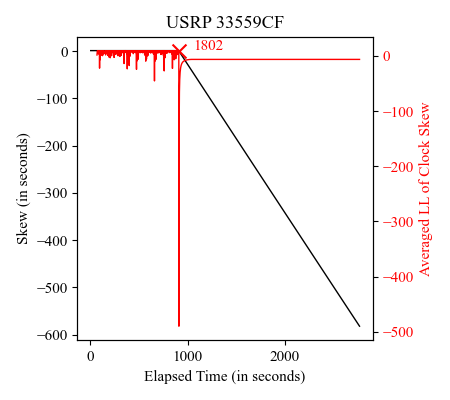 USRP 33559CF
1802
0
−100
−200
−300
−400
−500
−600
Skew (in seconds)
0
−100
−200
−300
−400
−500
Averaged LL of Clock Skew
0 1000 2000
Elapsed Time (in seconds)